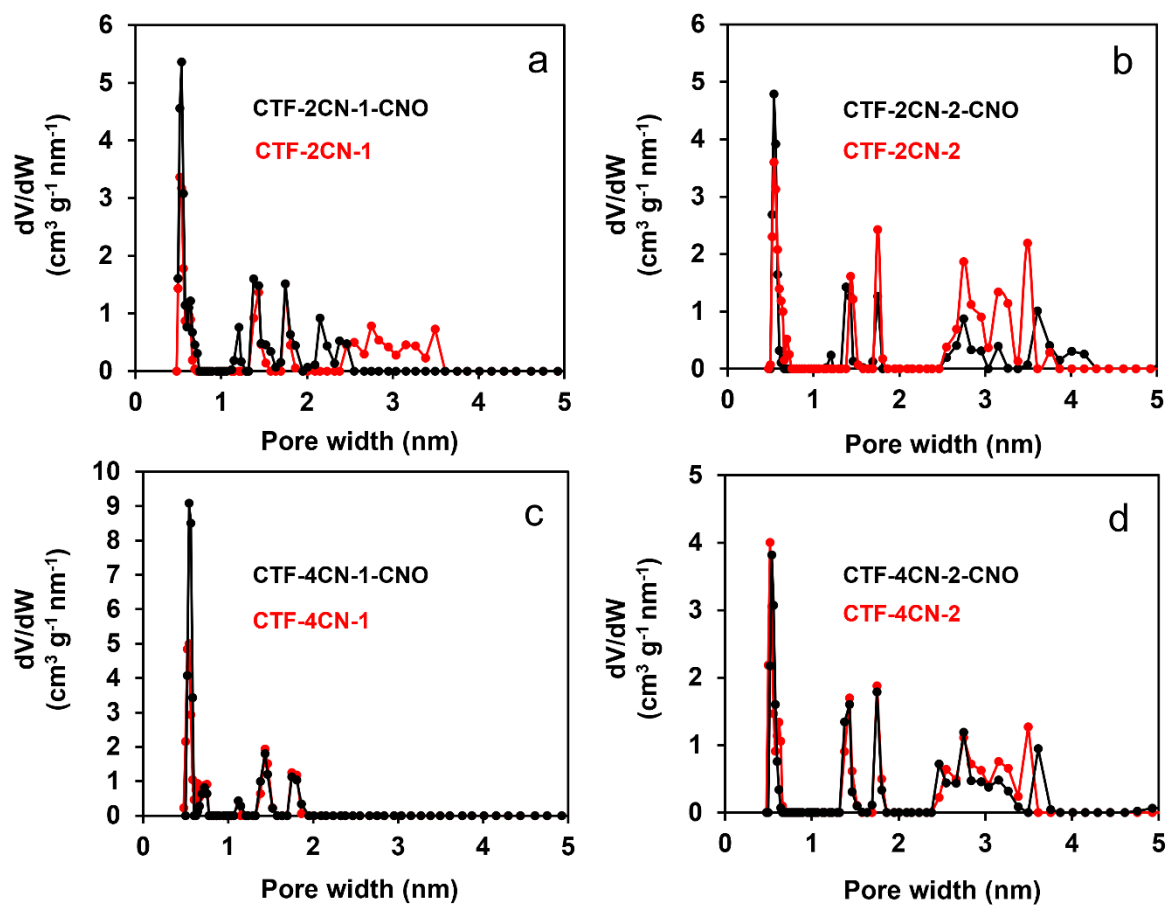 a
6
5
4
3
2
1
0
dV/dW
(cm³ g⁻¹ nm⁻¹)
CTF-2CN-1-CNO
CTF-2CN-1
0 1 2 3 4 5
Pore width (nm)
b
6
5
4
3
2
1
0
dV/dW
(cm³ g⁻¹ nm⁻¹)
CTF-2CN-2-CNO
CTF-2CN-2
0 1 2 3 4 5
Pore width (nm)
c
10
9
8
7
6
5
4
3
2
1
0
dV/dW
(cm³ g⁻¹ nm⁻¹)
CTF-4CN-1-CNO
CTF-4CN-1
0 1 2 3 4 5
Pore width (nm)
d
5
4
3
2
1
0
dV/dW
(cm³ g⁻¹ nm⁻¹)
CTF-4CN-2-CNO
CTF-4CN-2
0 1 2 3 4 5
Pore width (nm)